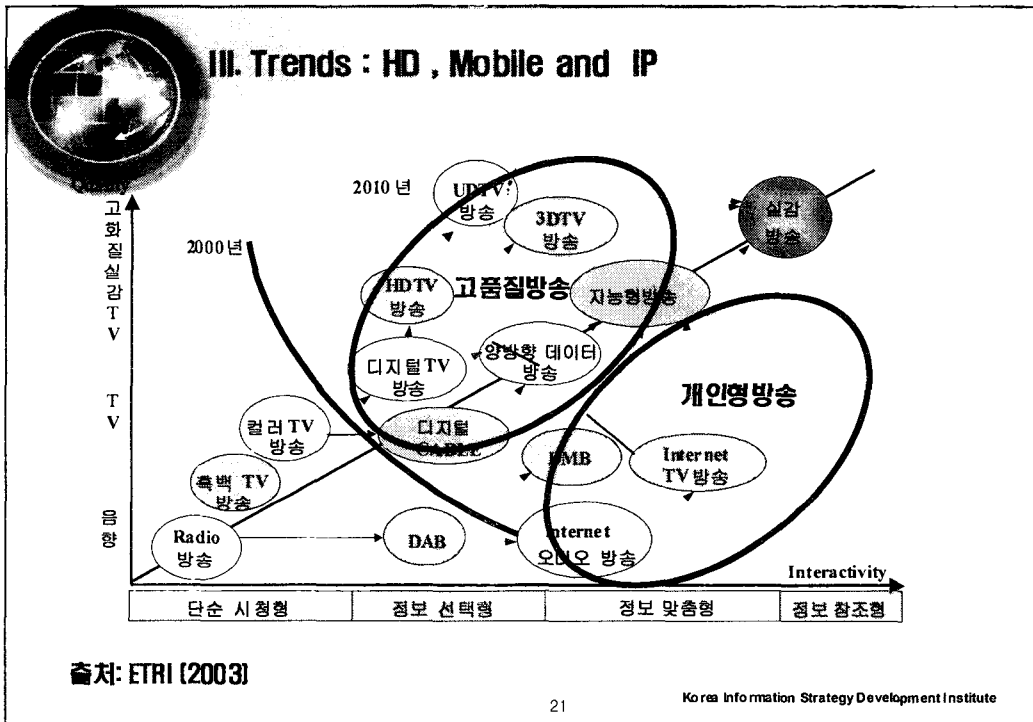 III. Trends : HD , Mobile and IP
Quality
고화질실감TV
TV
음향
2000년
2010 년
UDTV
방송
3DTV
방송
실감
방송
HDTV
방송
고품질방송
지능형방송
디지털 TV
방송
양방향 데이터
방송
개인형방송
컬러 TV
방송
디지털
CABLE
흑백 TV
방송
DMB
Internet
TV 방송
Radio
방송
DAB
Internet
오디오 방송
Interactivity
단순 시청형
정보 선택형
정보 맞춤형
정보 참조형
출처: ETRI (2003)
21
Korea Information Strategy Development Institute